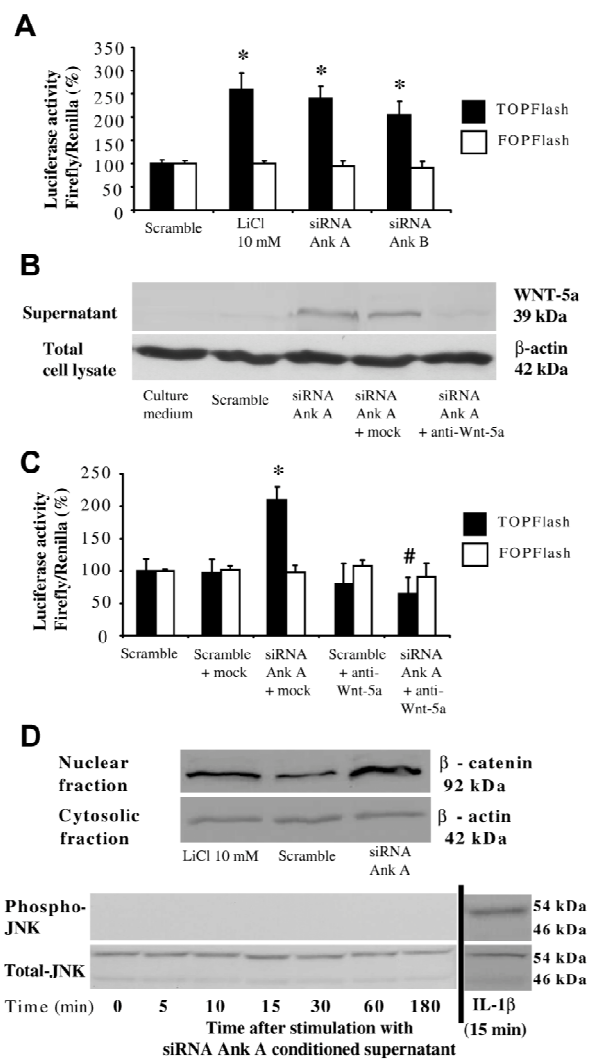 A
350
300
250
200
150
100
50
0
Luciferase activity
Firefly/Renilla (%)
*
*
*
TOPFlash
FOPFlash
Scramble
LiCl
10 mM
siRNA
Ank A
siRNA
Ank B
B
Supernatant
WNT-5a
39 kDa
Total
cell lysate
β-actin
42 kDa
Culture
medium
Scramble
siRNA
Ank A
siRNA
Ank A
+ mock
siRNA
Ank A
+ anti-Wnt-5a
C
250
200
150
100
50
0
Luciferase activity
Firefly/Renilla (%)
*
#
TOPFlash
FOPFlash
Scramble
Scramble
+ mock
siRNA
Ank A
+ mock
Scramble
+ anti-
Wnt-5a
siRNA
Ank A
+ anti-
Wnt-5a
D
Nuclear
fraction
β - catenin
92 kDa
Cytosolic
fraction
β - actin
42 kDa
LiCl 10 mM
Scramble
siRNA
Ank A
Phospho-
JNK
54 kDa
46 kDa
Total-JNK
54 kDa
46 kDa
Time (min) 0 5 10 15 30 60 180
IL-1β
(15 min)
Time after stimulation with
siRNA Ank A conditioned supernatant